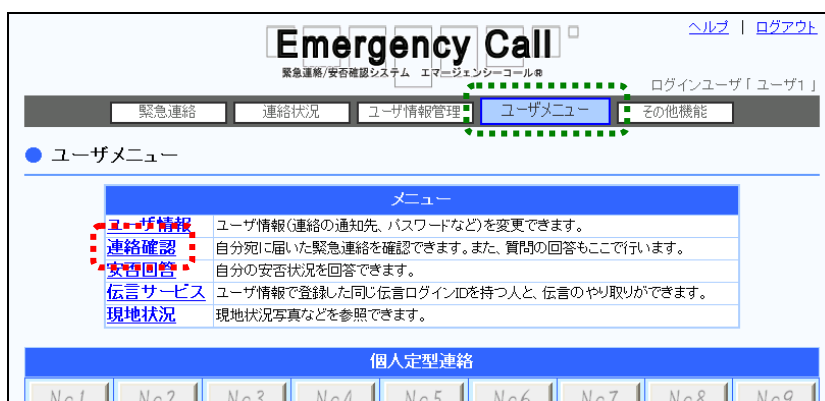 ヘルプ | ログアウト
Emergency Call
緊急連絡/安否確認システム エマージェンシーコール®
ログインユーザ「 ユーザ1 」
緊急連絡 連絡状況 ユーザ情報管理 ユーザメニュー その他機能
ユーザメニュー
メニュー
ユーザ情報 ユーザ情報(連絡の通知先、パスワードなど)を変更できます。
連絡確認 自分宛に届いた緊急連絡を確認できます。また、質問の回答もここで行います。
安否回答 自分の安否状況を回答できます。
伝言サービス ユーザ情報で登録した同じ伝言ログインIDを持つ人と、伝言のやり取りができます。
現地状況 現地状況写真などを参照できます。
個人定型連絡
No1 No2 No3 No4 No5 No6 No7 No8 No9